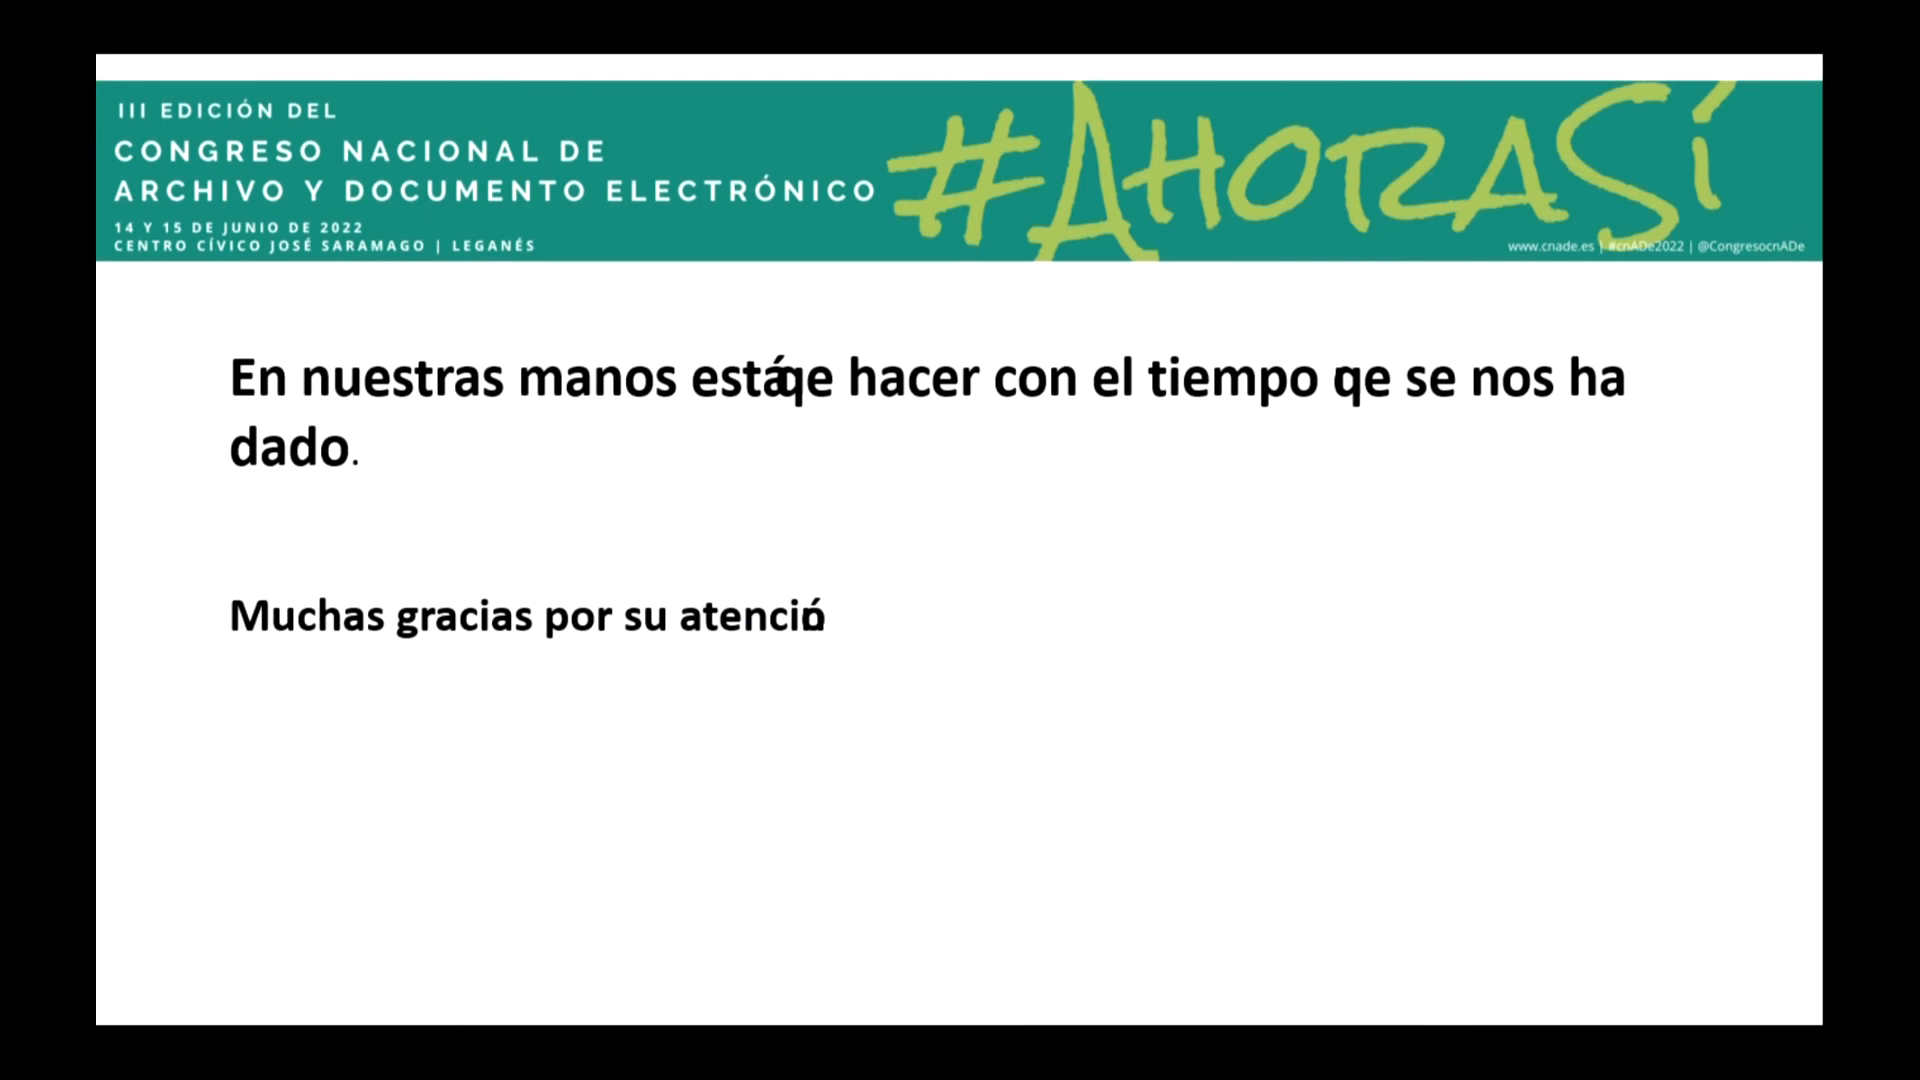 III EDICIÓN DEL
CONGRESO NACIONAL DE
ARCHIVO Y DOCUMENTO ELECTRÓNICO
14 Y 15 DE JUNIO DE 2022
CENTRO CÍVICO JOSÉ SARAMAGO | LEGANÉS
#AHORASÍ
www.cnade.es | #cnADe2022 | @CongresocnADe
En nuestras manos está qe hacer con el tiempo qe se nos ha
dado.
Muchas gracias por su atenció